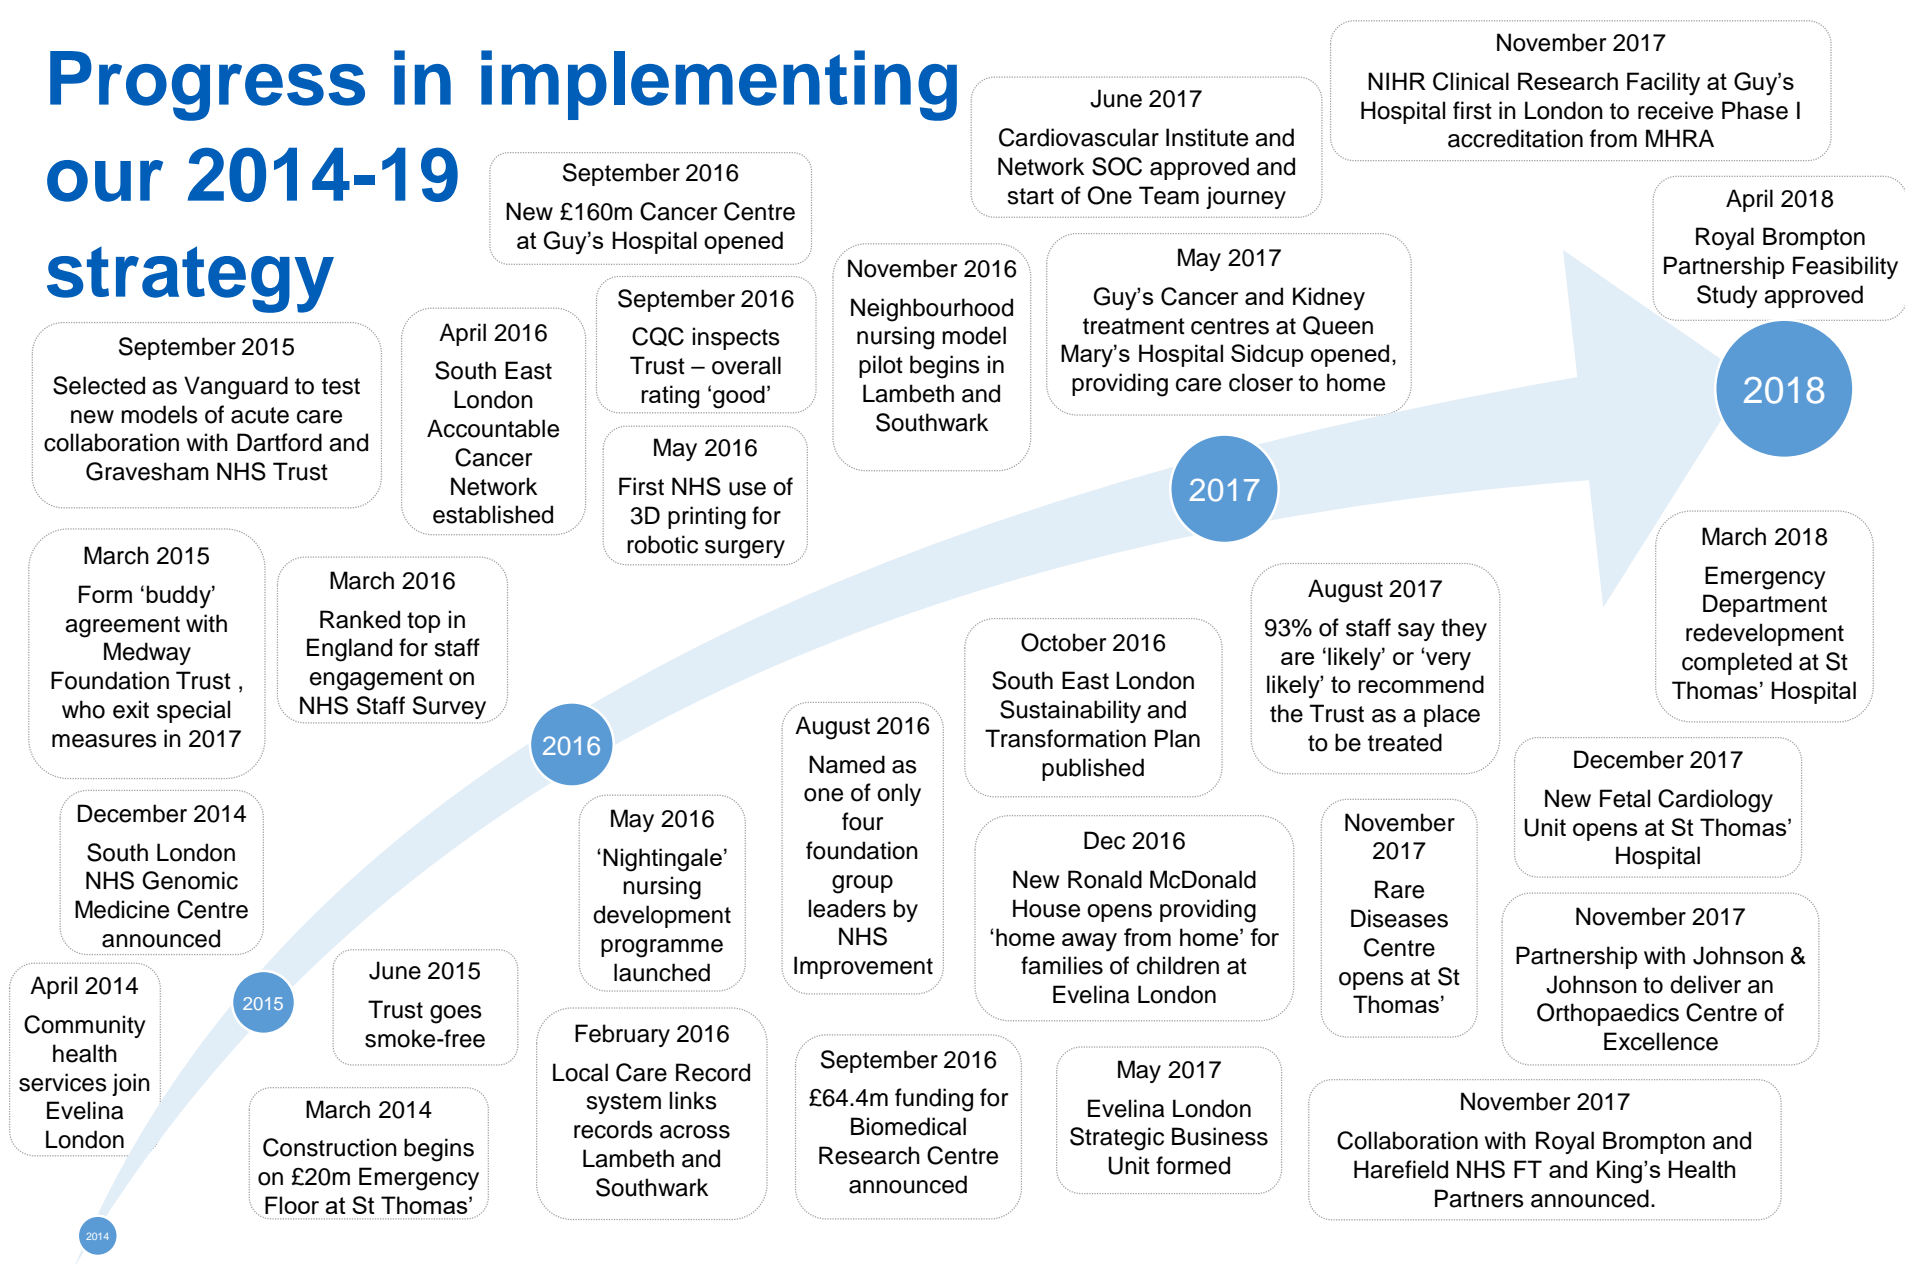 Progress in implementing
our 2014-19
strategy
November 2017
NIHR Clinical Research Facility at Guy’s
Hospital first in London to receive Phase I
accreditation from MHRA
June 2017
Cardiovascular Institute and
Network SOC approved and
start of One Team journey
September 2016
New £160m Cancer Centre
at Guy’s Hospital opened
April 2018
Royal Brompton
Partnership Feasibility
Study approved
November 2016
Neighbourhood
nursing model
pilot begins in
Lambeth and
Southwark
May 2017
Guy’s Cancer and Kidney
treatment centres at Queen
Mary’s Hospital Sidcup opened,
providing care closer to home
September 2016
CQC inspects
Trust – overall
rating ‘good’
April 2016
South East
London
Accountable
Cancer
Network
established
September 2015
Selected as Vanguard to test
new models of acute care
collaboration with Dartford and
Gravesham NHS Trust
2018
May 2016
First NHS use of
3D printing for
robotic surgery
2017
March 2015
Form ‘buddy’
agreement with
Medway
Foundation Trust ,
who exit special
measures in 2017
March 2016
Ranked top in
England for staff
engagement on
NHS Staff Survey
March 2018
Emergency
Department
redevelopment
completed at St
Thomas’ Hospital
August 2017
93% of staff say they
are ‘likely’ or ‘very
likely’ to recommend
the Trust as a place
to be treated
October 2016
South East London
Sustainability and
Transformation Plan
published
2016
August 2016
Named as
one of only
four
foundation
group
leaders by
NHS
Improvement
December 2017
New Fetal Cardiology
Unit opens at St Thomas’
Hospital
December 2014
South London
NHS Genomic
Medicine Centre
announced
May 2016
‘Nightingale’
nursing
development
programme
launched
Dec 2016
New Ronald McDonald
House opens providing
‘home away from home’ for
families of children at
Evelina London
November
2017
Rare
Diseases
Centre
opens at St
Thomas’
November 2017
Partnership with Johnson &
Johnson to deliver an
Orthopaedics Centre of
Excellence
April 2014
Community
health
services join
Evelina
London
2015
June 2015
Trust goes
smoke-free
February 2016
Local Care Record
system links
records across
Lambeth and
Southwark
September 2016
£64.4m funding for
Biomedical
Research Centre
announced
May 2017
Evelina London
Strategic Business
Unit formed
March 2014
Construction begins
on £20m Emergency
Floor at St Thomas’
November 2017
Collaboration with Royal Brompton and
Harefield NHS FT and King’s Health
Partners announced.
2014